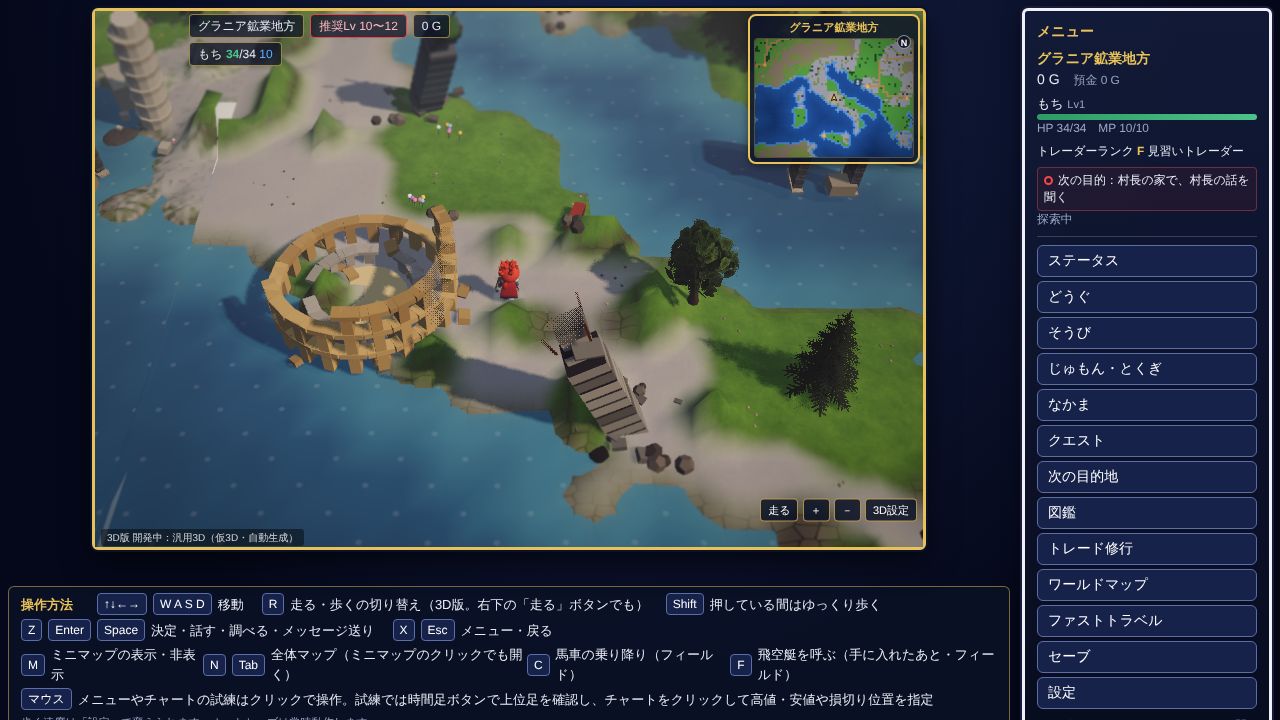 グラニア鉱業地方 推奨Lv 10〜12 0 G
もち 34/34 10
グラニア鉱業地方
N
走る + － 3D設定
3D版 開発中：汎用3D（仮3D・自動生成）
メニュー
グラニア鉱業地方
0 G 預金 0 G
もち Lv1
HP 34/34 MP 10/10
トレーダーランク F 見習いトレーダー
次の目的：村長の家で、村長の話を
聞く
探索中
ステータス
どうぐ
そうび
じゅもん・とくぎ
なかま
クエスト
次の目的地
図鑑
トレード修行
ワールドマップ
ファストトラベル
セーブ
設定
操作方法 ↑↓←→ W A S D 移動 R 走る・歩くの切り替え（3D版。右下の「走る」ボタンでも） Shift 押している間はゆっくり歩く
Z Enter Space 決定・話す・調べる・メッセージ送り X Esc メニュー・戻る
M ミニマップの表示・非表示 N Tab 全体マップ（ミニマップのクリックでも開く） C 馬車の乗り降り（フィールド） F 飛空艇を呼ぶ（手に入れたあと・フィールド）
マウス メニューやチャートの試練はクリックで操作。試練では時間足ボタンで上位足を確認し、チャートをクリックして高値・安値や損切り位置を指定